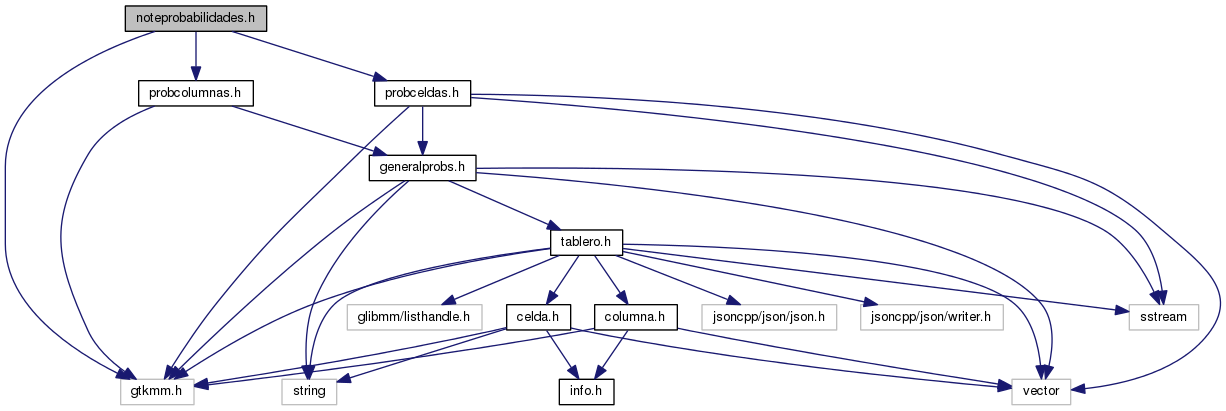 noteprobabilidades.h
probcolumnas.h
probceldas.h
generalprobs.h
tablero.h
glibmm/listhandle.h
celda.h
columna.h
jsoncpp/json/json.h
jsoncpp/json/writer.h
sstream
gtkmm.h
string
info.h
vector